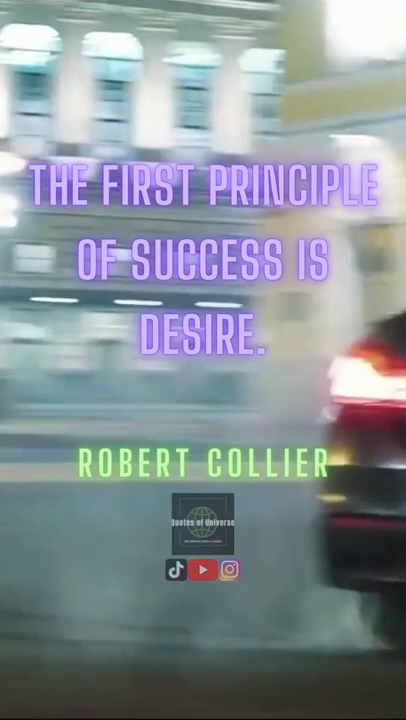 THE FIRST PRINCIPLE
OF SUCCESS IS
DESIRE.
ROBERT COLLIER
Quotes of Universe